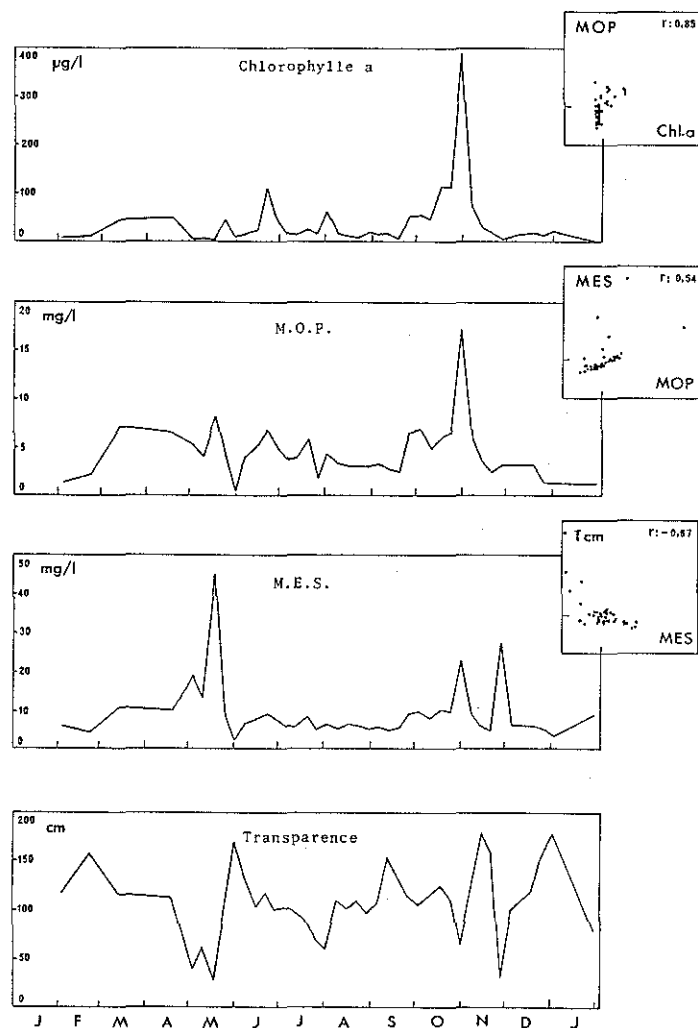 MOP r: 0,85
Chl.a
µg/l Chlorophylle a
400
300
200
100
0
MES r: 0,54
MOP
mg/l M.O.P.
20
15
10
5
0
Tcm r: -0,67
MES
mg/l M.E.S.
50
40
30
20
10
0
cm Transparence
200
150
100
50
0
J F M A M J J A S O N D J